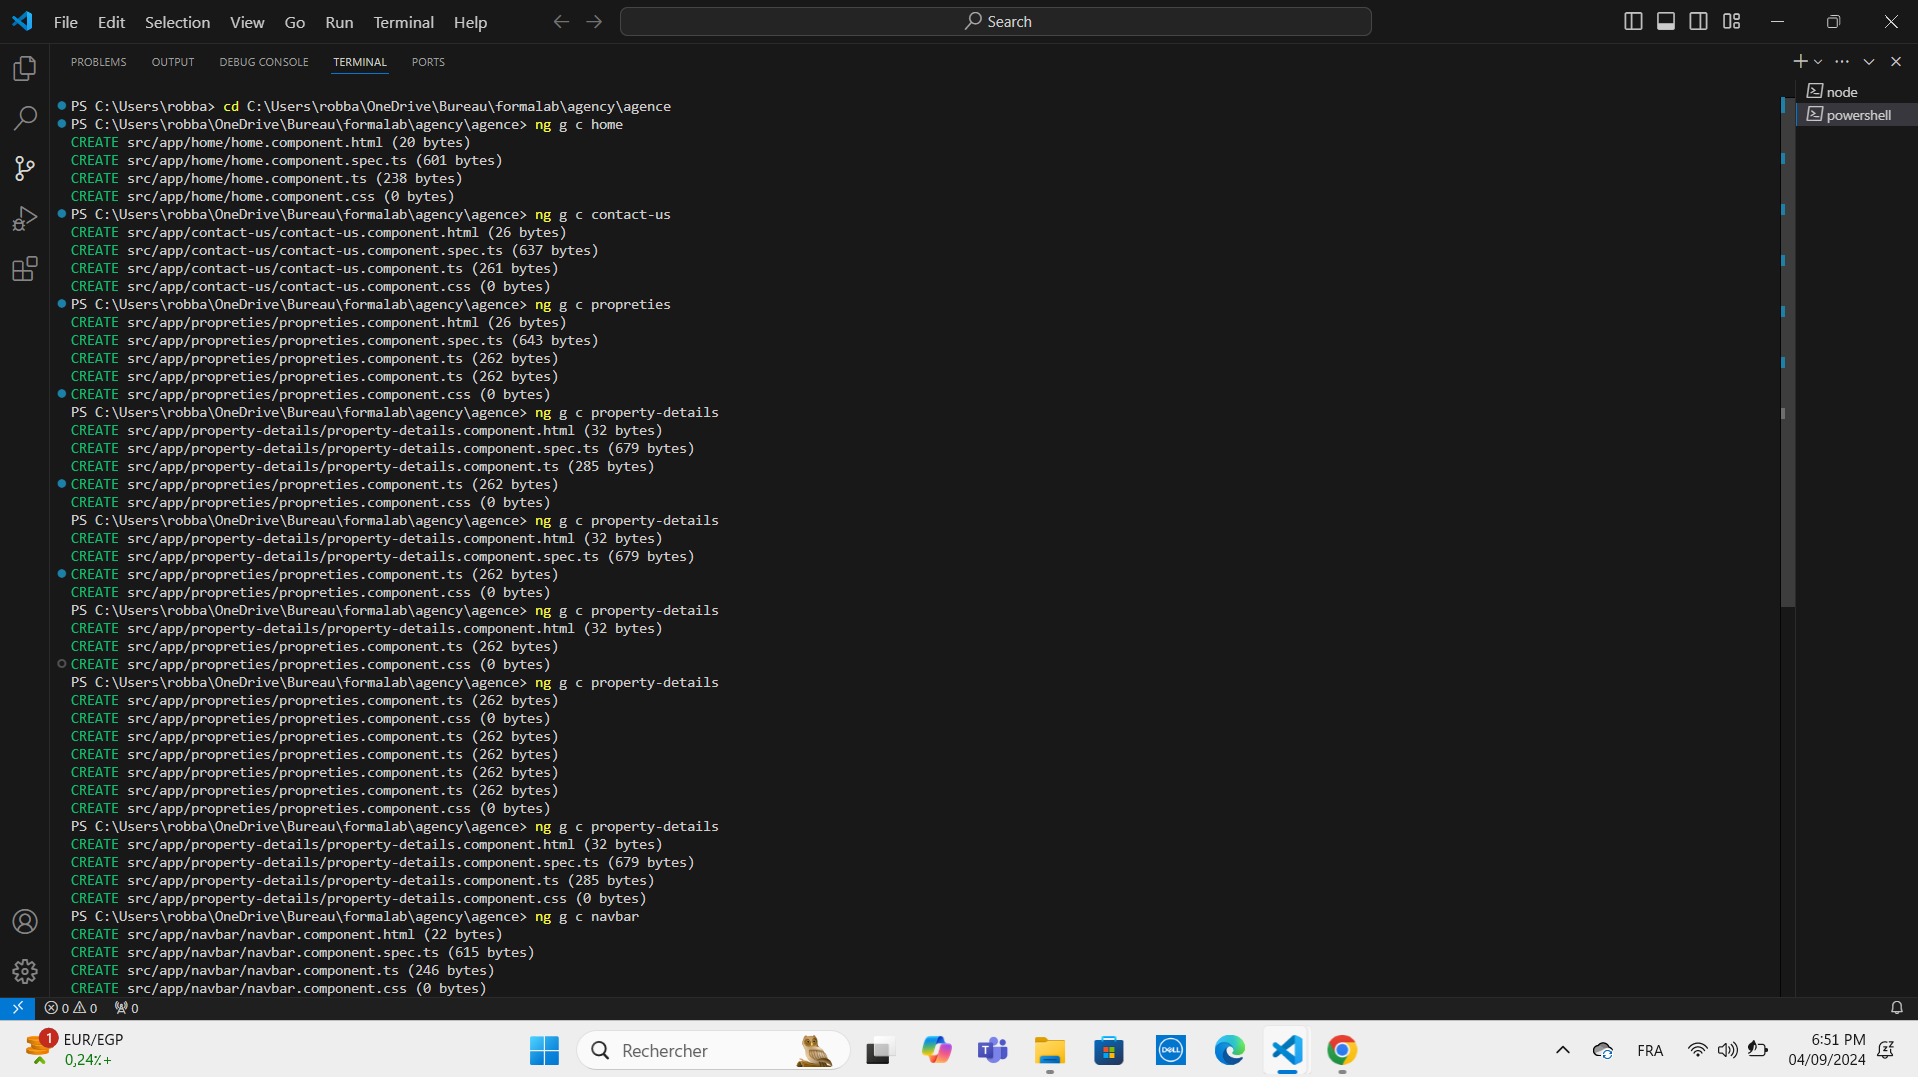 File Edit Selection View Go Run Terminal Help
Search
PROBLEMS OUTPUT DEBUG CONSOLE TERMINAL PORTS
node
powershell
PS C:\Users\robba> cd C:\Users\robba\OneDrive\Bureau\formalab\agency\agence
PS C:\Users\robba\OneDrive\Bureau\formalab\agency\agence> ng g c home
CREATE src/app/home/home.component.html (20 bytes)
CREATE src/app/home/home.component.spec.ts (601 bytes)
CREATE src/app/home/home.component.ts (238 bytes)
CREATE src/app/home/home.component.css (0 bytes)
PS C:\Users\robba\OneDrive\Bureau\formalab\agency\agence> ng g c contact-us
CREATE src/app/contact-us/contact-us.component.html (26 bytes)
CREATE src/app/contact-us/contact-us.component.spec.ts (637 bytes)
CREATE src/app/contact-us/contact-us.component.ts (261 bytes)
CREATE src/app/contact-us/contact-us.component.css (0 bytes)
PS C:\Users\robba\OneDrive\Bureau\formalab\agency\agence> ng g c propreties
CREATE src/app/propreties/propreties.component.html (26 bytes)
CREATE src/app/propreties/propreties.component.spec.ts (643 bytes)
CREATE src/app/propreties/propreties.component.ts (262 bytes)
CREATE src/app/propreties/propreties.component.ts (262 bytes)
CREATE src/app/propreties/propreties.component.css (0 bytes)
PS C:\Users\robba\OneDrive\Bureau\formalab\agency\agence> ng g c property-details
CREATE src/app/property-details/property-details.component.html (32 bytes)
CREATE src/app/property-details/property-details.component.spec.ts (679 bytes)
CREATE src/app/property-details/property-details.component.ts (285 bytes)
CREATE src/app/propreties/propreties.component.ts (262 bytes)
CREATE src/app/propreties/propreties.component.css (0 bytes)
PS C:\Users\robba\OneDrive\Bureau\formalab\agency\agence> ng g c property-details
CREATE src/app/property-details/property-details.component.html (32 bytes)
CREATE src/app/property-details/property-details.component.spec.ts (679 bytes)
CREATE src/app/propreties/propreties.component.ts (262 bytes)
CREATE src/app/propreties/propreties.component.css (0 bytes)
PS C:\Users\robba\OneDrive\Bureau\formalab\agency\agence> ng g c property-details
CREATE src/app/property-details/property-details.component.html (32 bytes)
CREATE src/app/propreties/propreties.component.ts (262 bytes)
CREATE src/app/propreties/propreties.component.css (0 bytes)
PS C:\Users\robba\OneDrive\Bureau\formalab\agency\agence> ng g c property-details
CREATE src/app/propreties/propreties.component.ts (262 bytes)
CREATE src/app/propreties/propreties.component.css (0 bytes)
CREATE src/app/propreties/propreties.component.ts (262 bytes)
CREATE src/app/propreties/propreties.component.ts (262 bytes)
CREATE src/app/propreties/propreties.component.ts (262 bytes)
CREATE src/app/propreties/propreties.component.ts (262 bytes)
CREATE src/app/propreties/propreties.component.css (0 bytes)
PS C:\Users\robba\OneDrive\Bureau\formalab\agency\agence> ng g c property-details
CREATE src/app/property-details/property-details.component.html (32 bytes)
CREATE src/app/property-details/property-details.component.spec.ts (679 bytes)
CREATE src/app/property-details/property-details.component.ts (285 bytes)
CREATE src/app/property-details/property-details.component.css (0 bytes)
PS C:\Users\robba\OneDrive\Bureau\formalab\agency\agence> ng g c navbar
CREATE src/app/navbar/navbar.component.html (22 bytes)
CREATE src/app/navbar/navbar.component.spec.ts (615 bytes)
CREATE src/app/navbar/navbar.component.ts (246 bytes)
CREATE src/app/navbar/navbar.component.css (0 bytes)
0 0 0
1
EUR/EGP
0,24% +
Rechercher
DELL
FRA
6:51 PM
04/09/2024